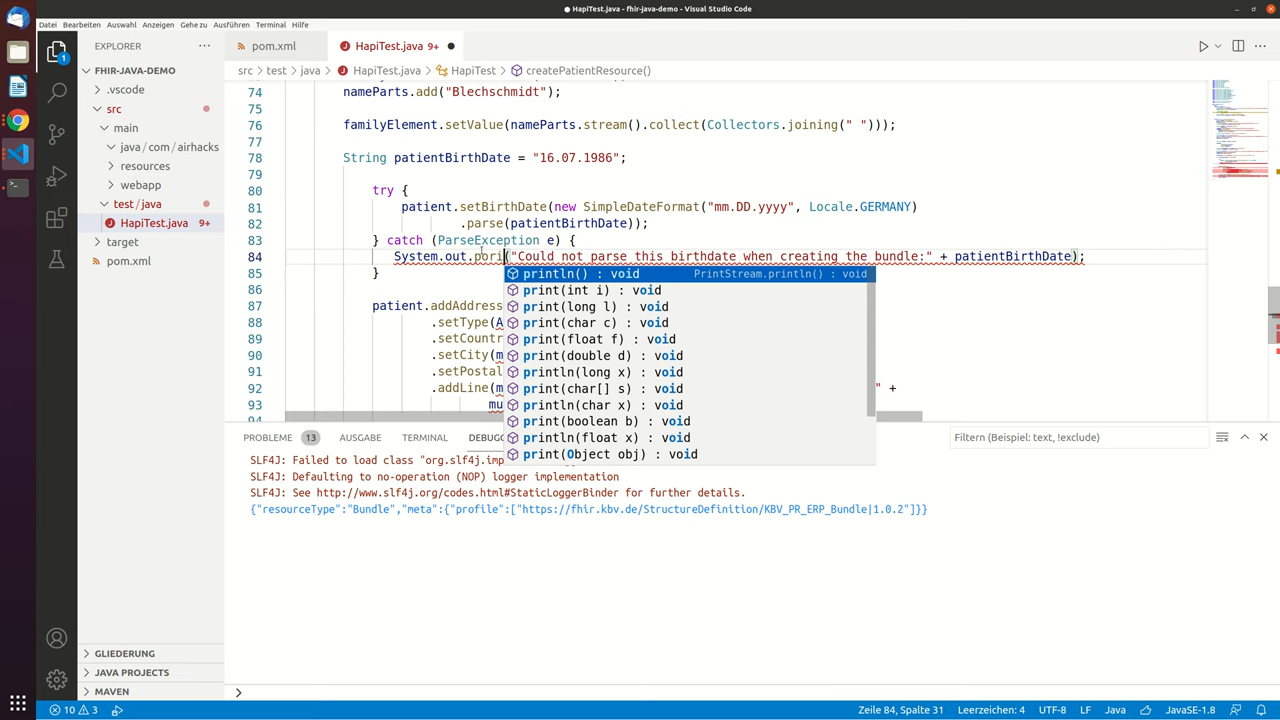 ● HapiTest.java - fhir-java-demo - Visual Studio Code
Datei Bearbeiten Auswahl Anzeigen Gehe zu Ausführen Terminal Hilfe
EXPLORER ···
pom.xml
J HapiTest.java 9+ ●
FHIR-JAVA-DEMO
src > test > java > J HapiTest.java > HapiTest > createPatientResource()
.vscode
src
main
java / com / airhacks
resources
webapp
test / java
J HapiTest.java 9+
target
pom.xml
1
74 nameParts.add("Blechschmidt");
75
76 familyElement.setValue(nameParts.stream().collect(Collectors.joining(" ")));
77
78 String patientBirthDate = "10.07.1986";
79
80 try {
81 patient.setBirthDate(new SimpleDateFormat("mm.DD.yyyy", Locale.GERMANY)
82 .parse(patientBirthDate));
83 } catch (ParseException e) {
84 System.out.pori("Could not parse this birthdate when creating the bundle:" + patientBirthDate);
85 }
86
87 patient.addAddress
88 .setType(A
89 .setCountr
90 .setCity(m
91 .setPostal
92 .addLine(m " +
93 mu
94
println() : void PrintStream.println() : void
print(int i) : void
print(long l) : void
print(char c) : void
print(float f) : void
print(double d) : void
println(long x) : void
print(char[] s) : void
println(char x) : void
print(boolean b) : void
println(float x) : void
print(Object obj) : void
PROBLEME 13 AUSGABE TERMINAL DEBUGG
Filtern (Beispiel: text, !exclude)
SLF4J: Failed to load class "org.slf4j.imp
SLF4J: Defaulting to no-operation (NOP) logger implementation
SLF4J: See http://www.slf4j.org/codes.html#StaticLoggerBinder for further details.
{"resourceType":"Bundle","meta":{"profile":["https://fhir.kbv.de/StructureDefinition/KBV_PR_ERP_Bundle|1.0.2"]}}
GLIEDERUNG
JAVA PROJECTS
MAVEN
10 3
Zeile 84, Spalte 31 Leerzeichen: 4 UTF-8 LF Java JavaSE-1.8